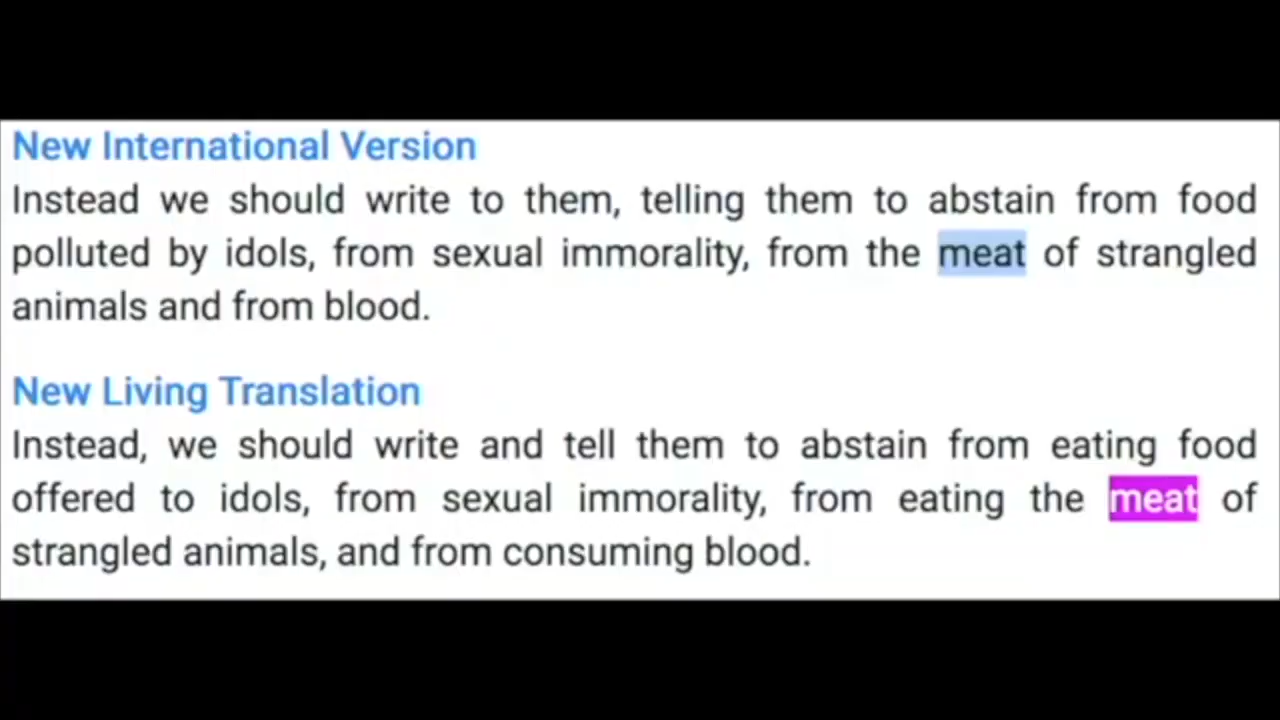 New International Version
Instead we should write to them, telling them to abstain from food
polluted by idols, from sexual immorality, from the meat of strangled
animals and from blood.
New Living Translation
Instead, we should write and tell them to abstain from eating food
offered to idols, from sexual immorality, from eating the meat of
strangled animals, and from consuming blood.